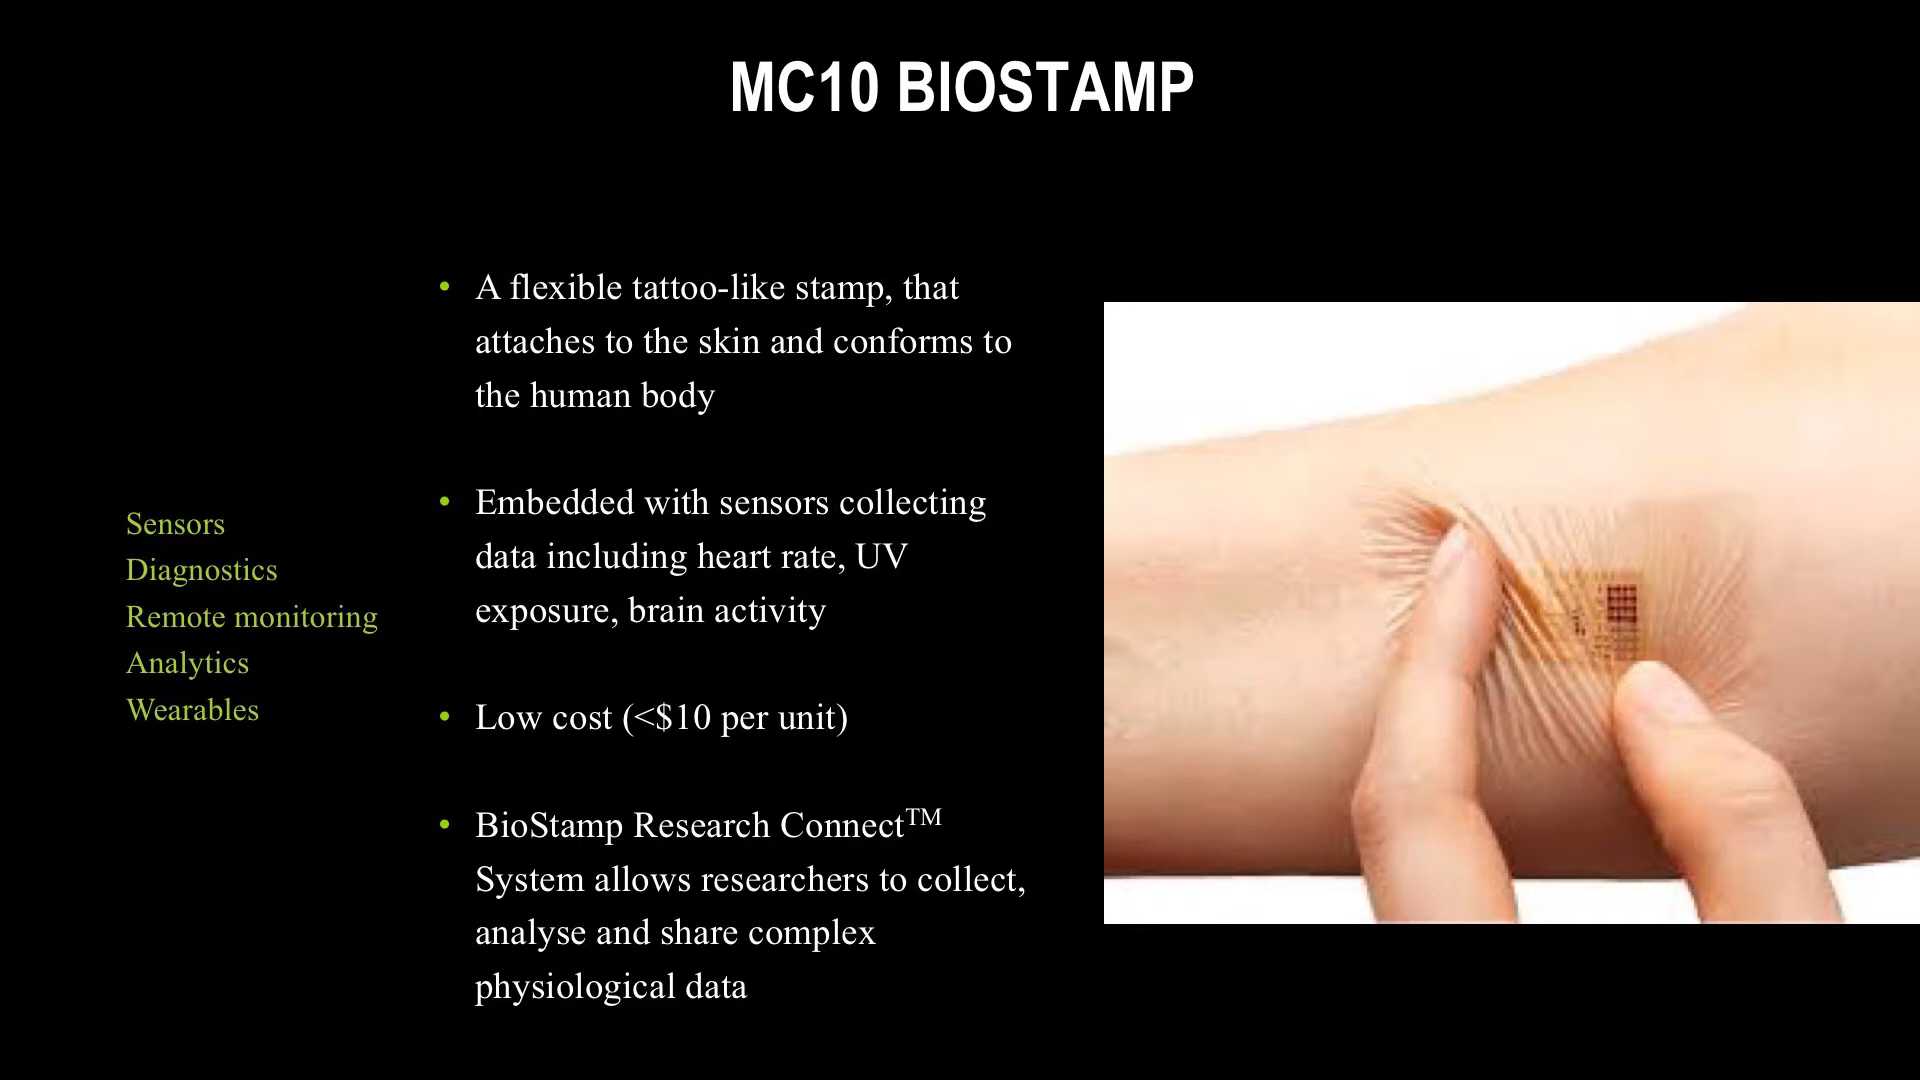 MC10 BIOSTAMP
Sensors
Diagnostics
Remote monitoring
Analytics
Wearables
• A flexible tattoo-like stamp, that
attaches to the skin and conforms to
the human body
• Embedded with sensors collecting
data including heart rate, UV
exposure, brain activity
• Low cost (<$10 per unit)
• BioStamp Research Connect™
System allows researchers to collect,
analyse and share complex
physiological data